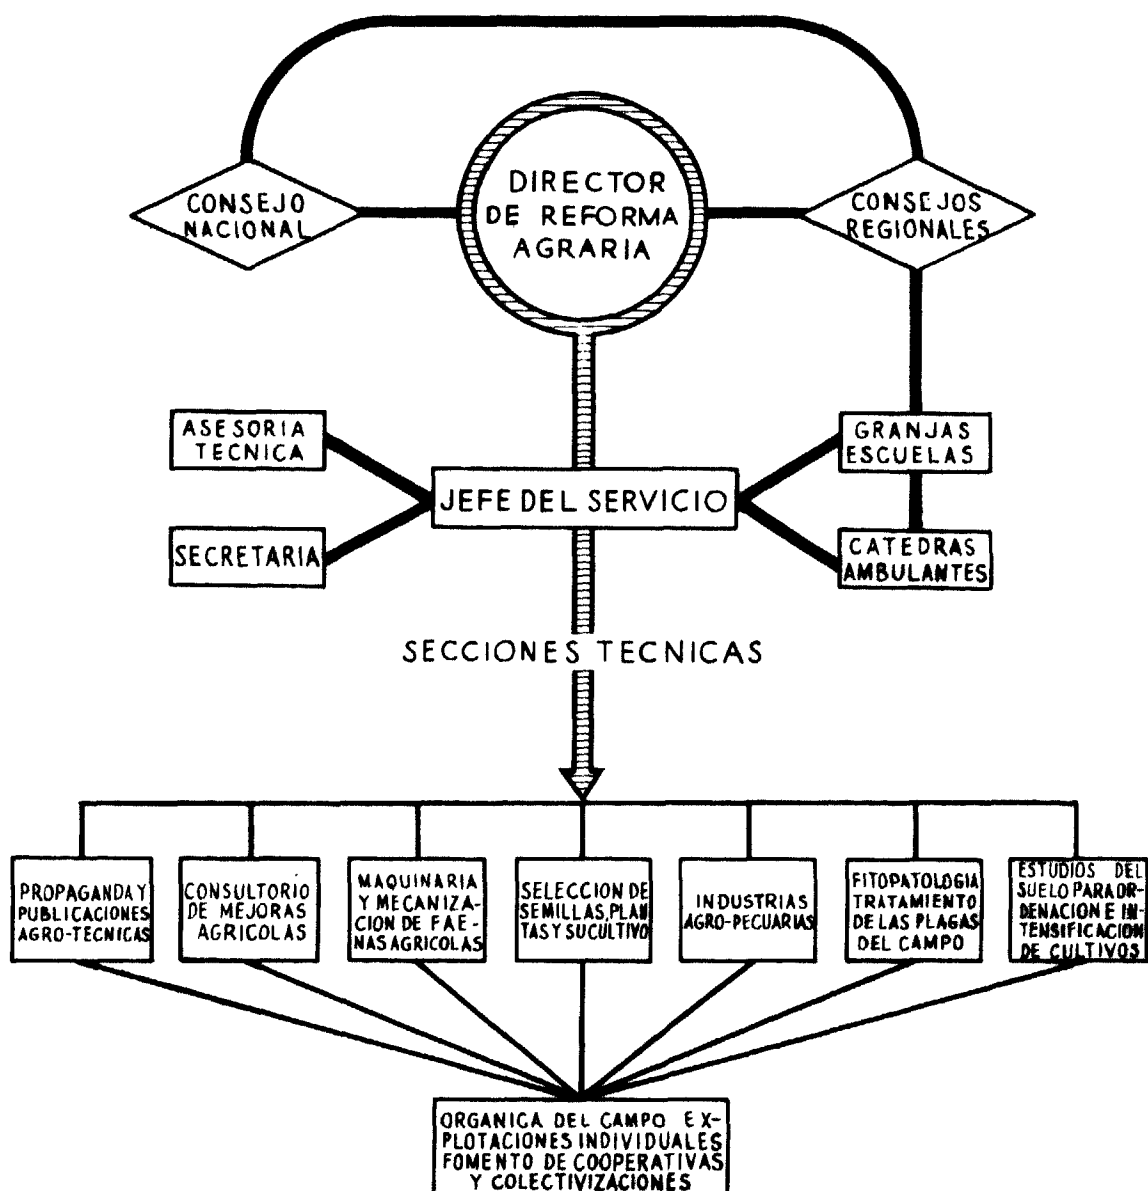 DIRECTOR
DE REFORMA
AGRARIA
CONSEJO
NACIONAL
CONSEJOS
REGIONALES
ASESORIA
TECNICA
GRANJAS
ESCUELAS
JEFE DEL SERVICIO
SECRETARIA
CATEDRAS
AMBULANTES
SECCIONES TECNICAS
PROPAGANDA Y
PUBLICACIONES
AGRO-TECNICAS
CONSULTORIO
DE MEJORAS
AGRICOLAS
MAQUINARIA
Y MECANIZA-
CION DE FAE-
NAS AGRICOLAS
SELECCION DE
SEMILLAS, PLAN
TAS Y SU CULTIVO
INDUSTRIAS
AGRO-PECUARIAS
FITOPATOLOGIA
TRATAMIENTO
DE LAS PLAGAS
DEL CAMPO
ESTUDIOS DEL
SUELO PARA OR-
DENACION E IN-
TENSIFICACION
DE CULTIVOS
ORGANICA DEL CAMPO EX-
PLOTACIONES INDIVIDUALES
FOMENTO DE COOPERATIVAS
Y COLECTIVIZACIONES